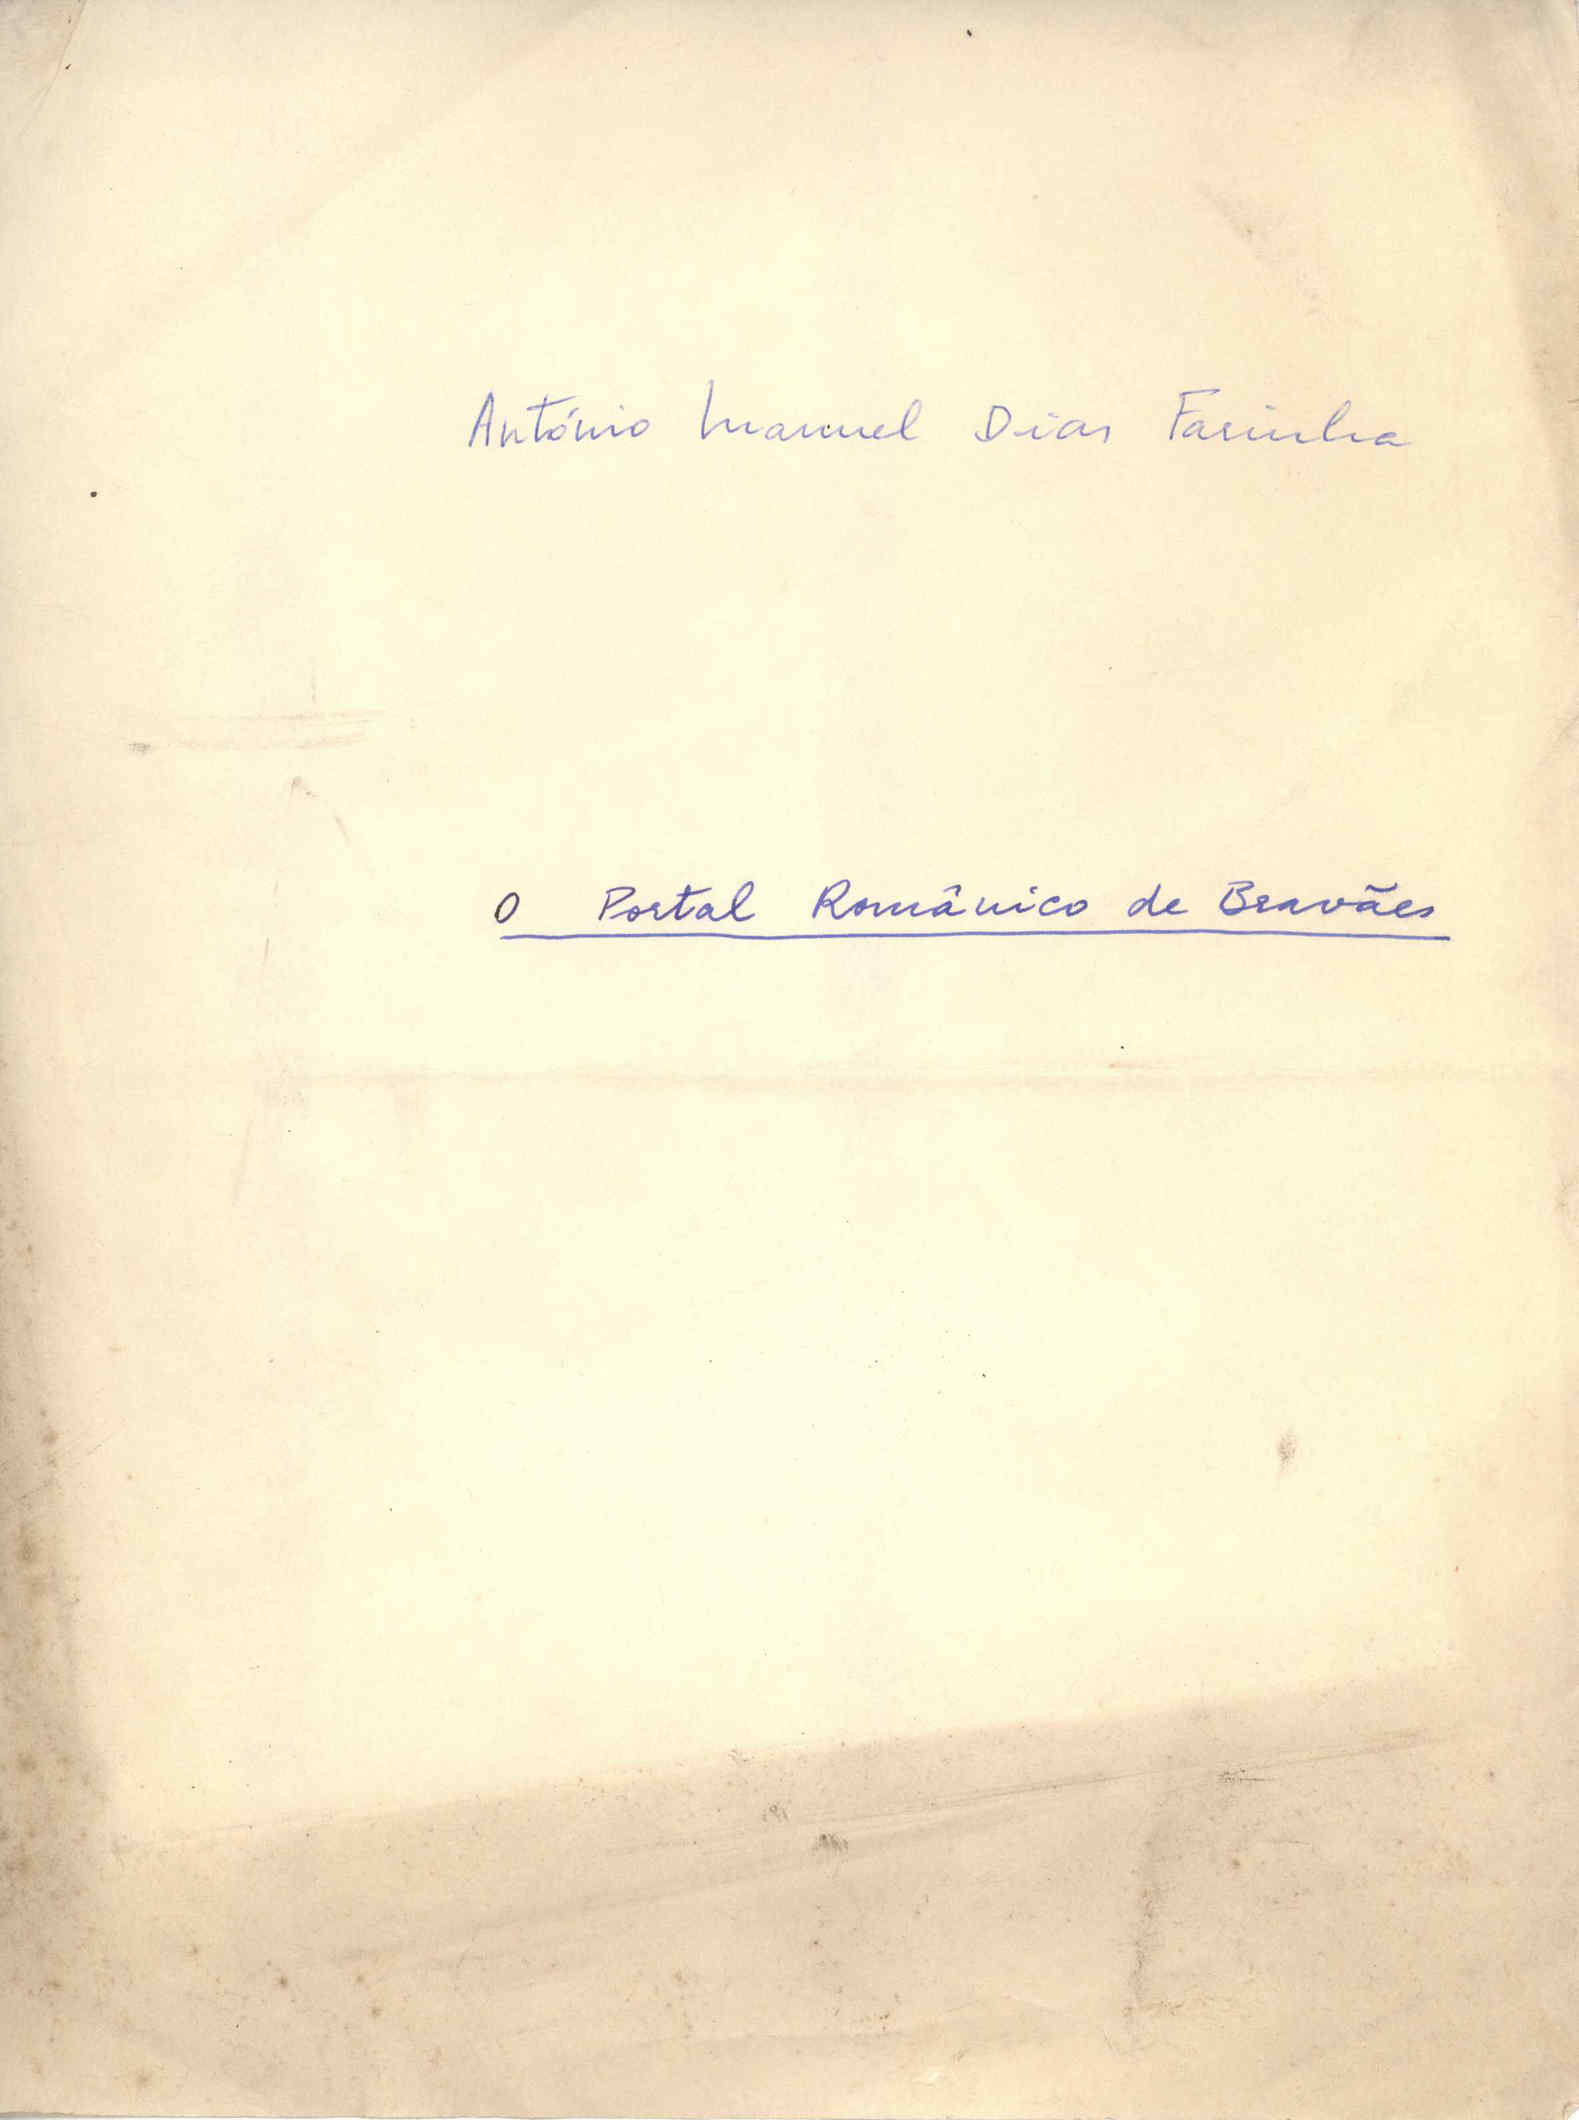 António Manuel Dias Farinha
O Portal Românico de Bravães